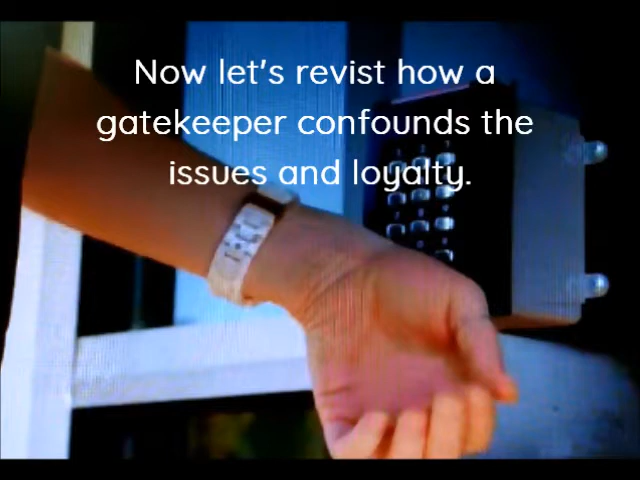 Now let's revist how a
gatekeeper confounds the
issues and loyalty.